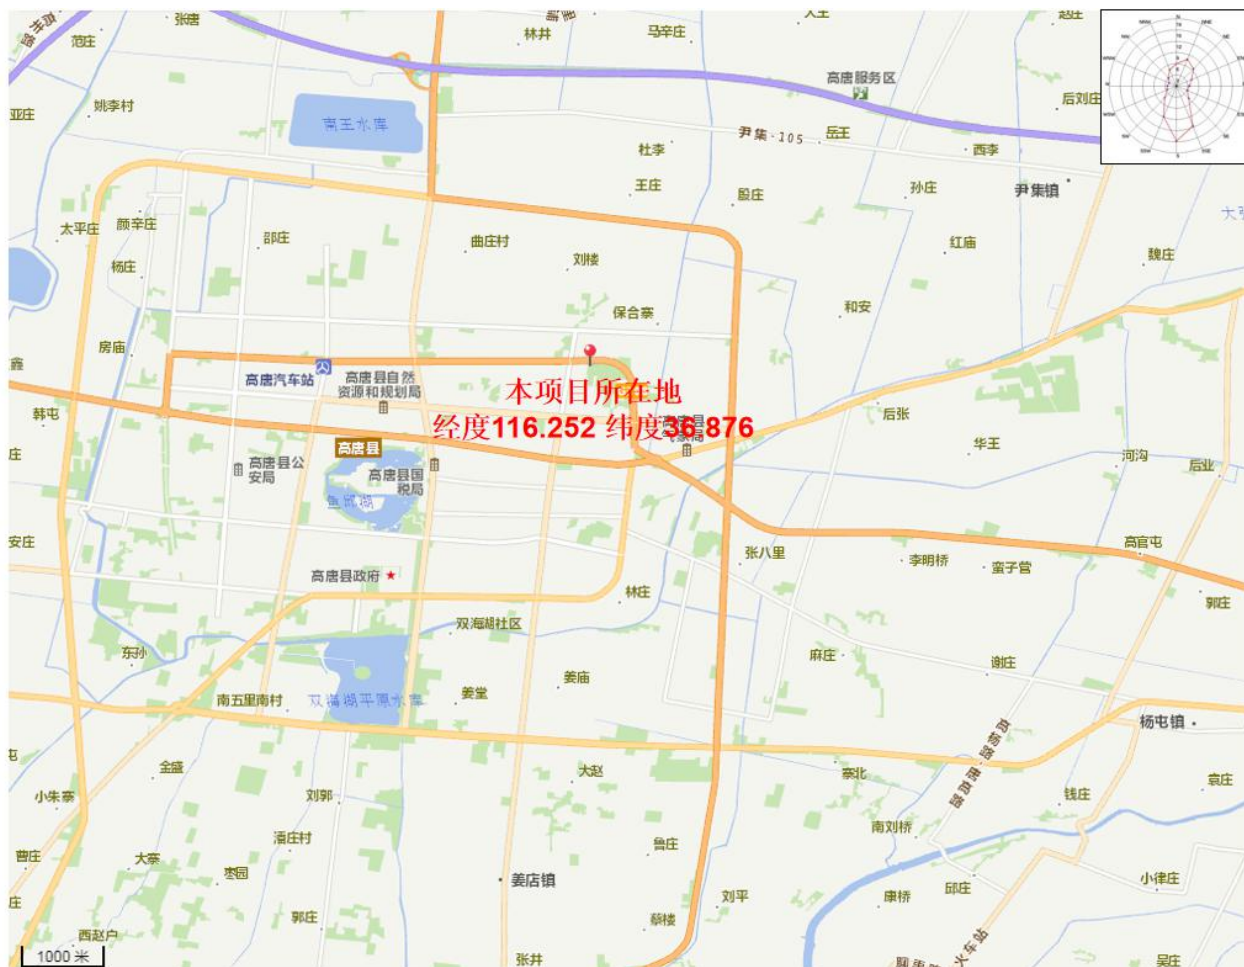 张唐
林井
马辛庄
范庄
高唐服务区
姚李村
后刘庄
南王水库
尹集-105
岳王
杜李
西李
王庄
殷庄
孙庄
尹集镇
颜辛庄
太平庄
邵庄
曲庄村
红庙
魏庄
杨庄
刘楼
保合寨
和安
房庙
高唐汽车站
高唐县自然
资源和规划局
本项目所在地
经度116.252 纬度36.876
韩屯
后张
华王
高唐县
高唐县公
安局
高唐县国
税局
河沟
后业
鱼邱湖
张八里
李明桥
蛮子营
高官屯
高唐县政府
林庄
郭庄
双海湖社区
东孙
麻庄
谢庄
姜庙
姜堂
南五里南村
双海湖平原水库
杨屯镇
金盛
大赵
寨北
袁庄
小朱寨
刘郭
钱庄
南刘桥
曹庄
大寨
枣园
鲁庄
姜店镇
邱庄
小律庄
康桥
刘平
郭庄
蔡楼
西赵户
张井
火车站
吴庄
1000 米